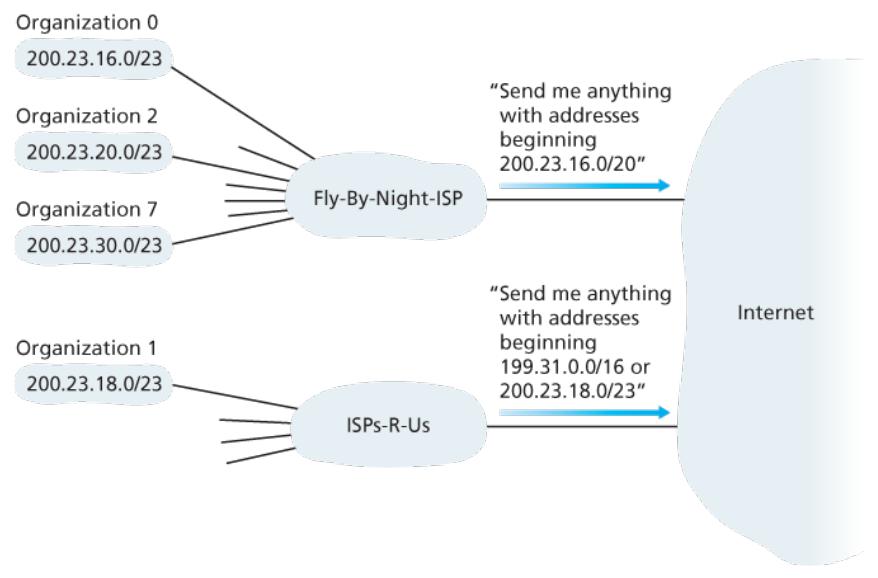 Organization 0
200.23.16.0/23
Organization 2
200.23.20.0/23
Organization 7
200.23.30.0/23
Fly-By-Night-ISP
“Send me anything
with addresses
beginning
200.23.16.0/20”
Organization 1
200.23.18.0/23
ISPs-R-Us
“Send me anything
with addresses
beginning
199.31.0.0/16 or
200.23.18.0/23”
Internet